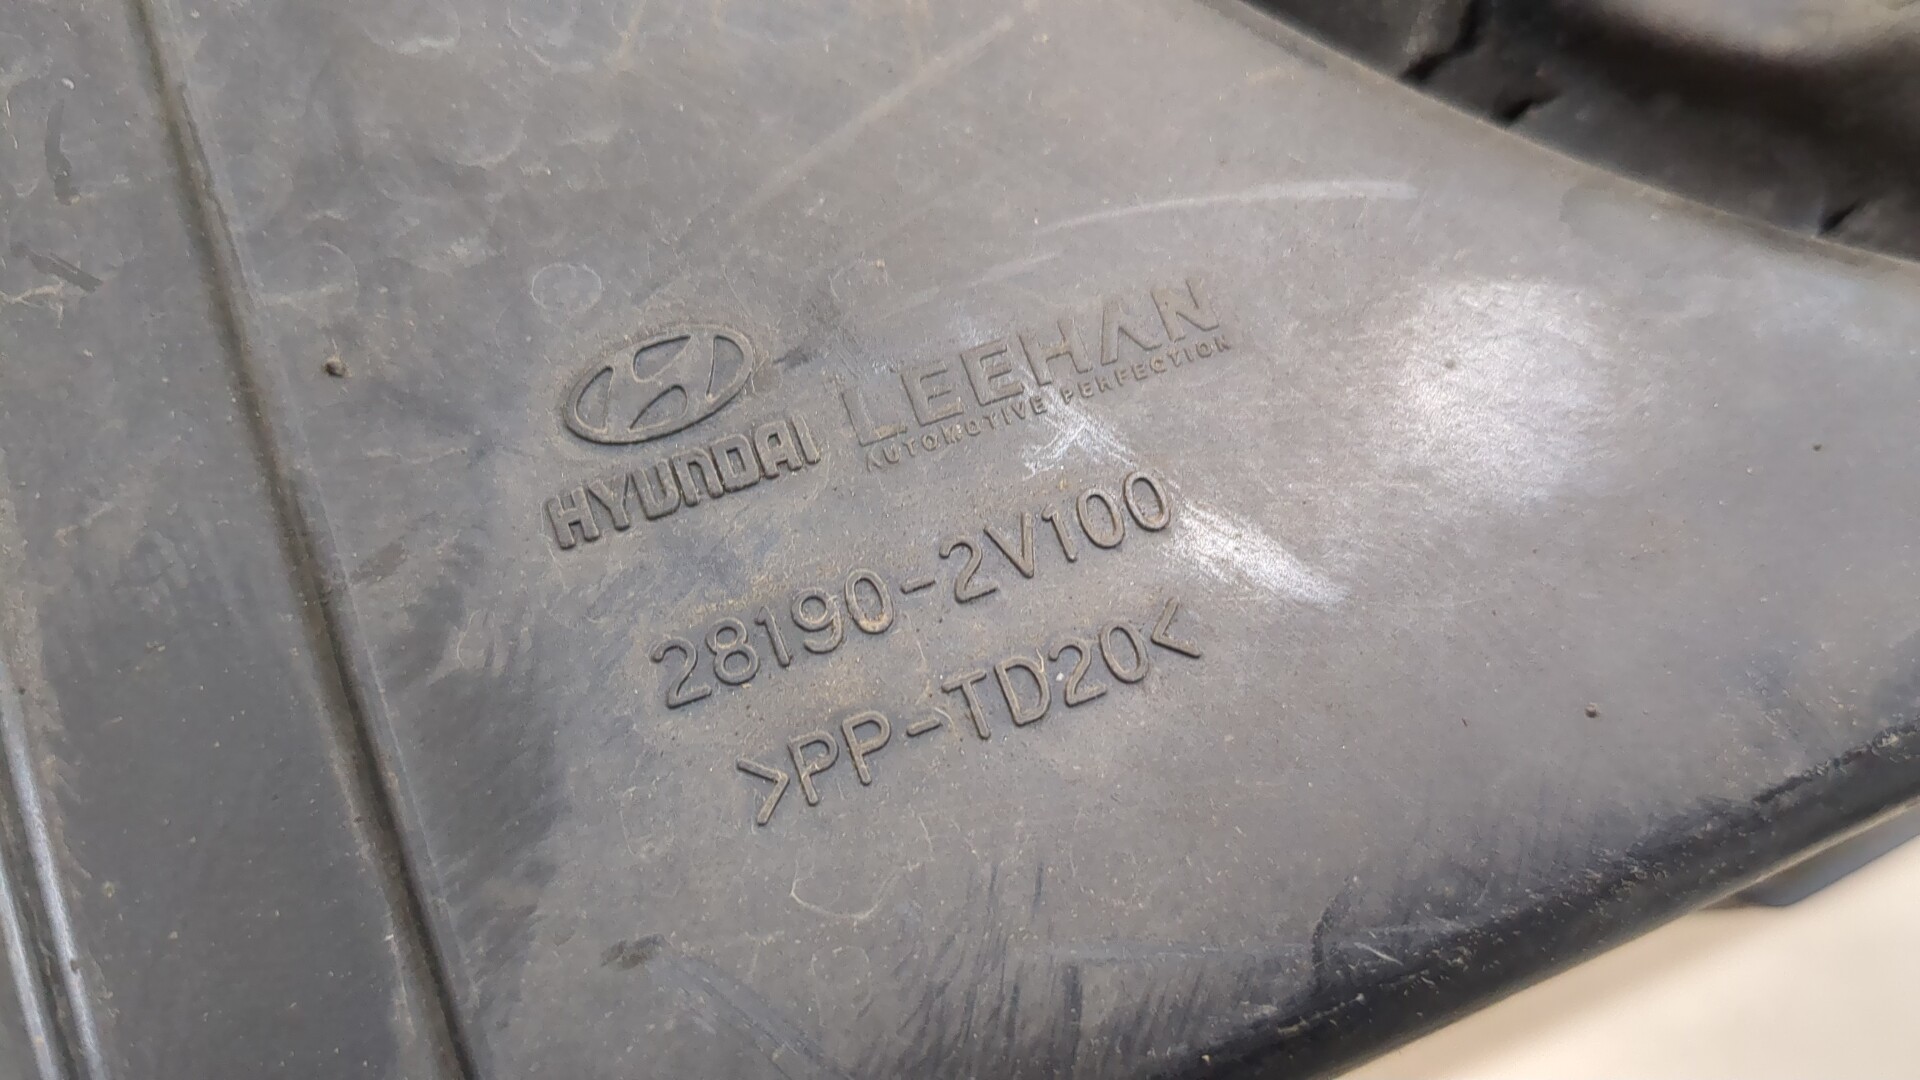 HYUNDAI LEEHAN
AUTOMOTIVE PERFECTION
28190-2V100
>PP-TD20<